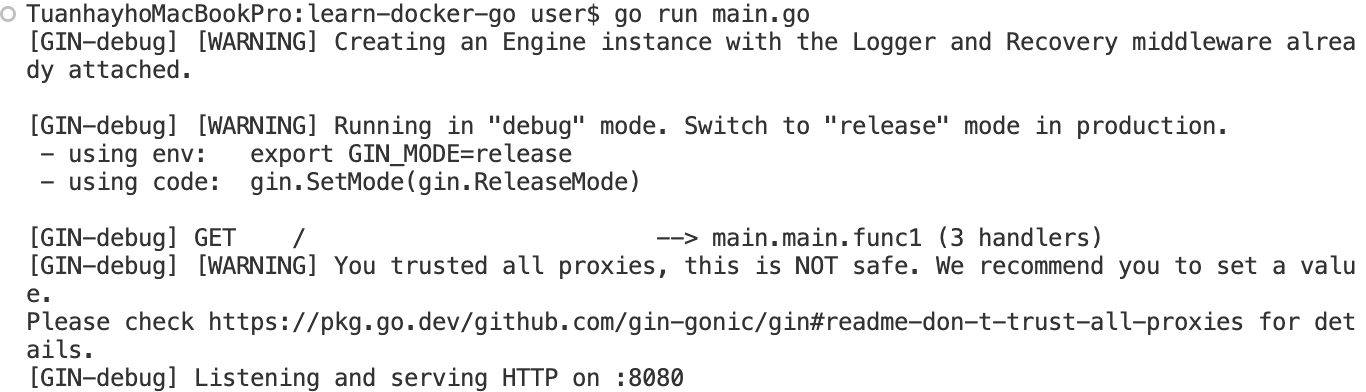 TuanhayhoMacBookPro:learn-docker-go user$ go run main.go
[GIN-debug] [WARNING] Creating an Engine instance with the Logger and Recovery middleware alrea
dy attached.

[GIN-debug] [WARNING] Running in "debug" mode. Switch to "release" mode in production.
 - using env:   export GIN_MODE=release
 - using code:  gin.SetMode(gin.ReleaseMode)

[GIN-debug] GET    /                         --> main.main.func1 (3 handlers)
[GIN-debug] [WARNING] You trusted all proxies, this is NOT safe. We recommend you to set a valu
e.
Please check https://pkg.go.dev/github.com/gin-gonic/gin#readme-don-t-trust-all-proxies for det
ails.
[GIN-debug] Listening and serving HTTP on :8080